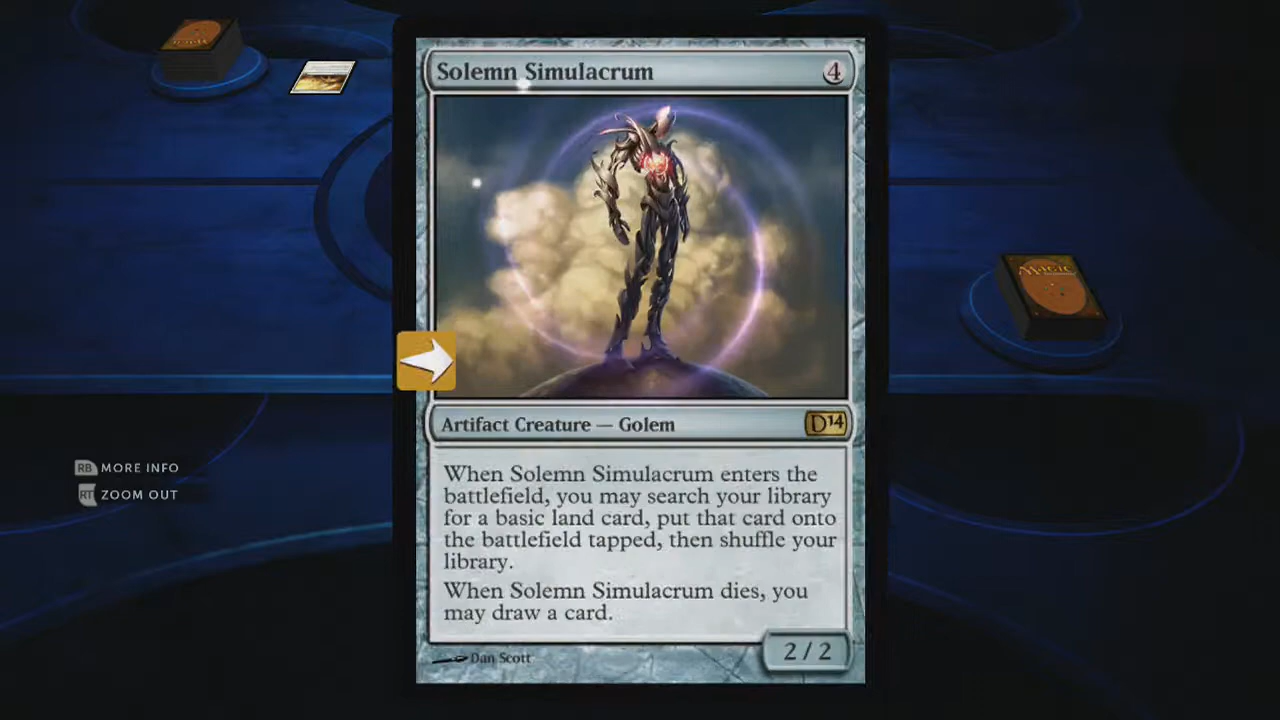 Solemn Simulacrum 4
Artifact Creature — Golem D14
When Solemn Simulacrum enters the
battlefield, you may search your library
for a basic land card, put that card onto
the battlefield tapped, then shuffle your
library.
When Solemn Simulacrum dies, you
may draw a card.
2 / 2
Dan Scott
RB MORE INFO
RT ZOOM OUT
MAGIC